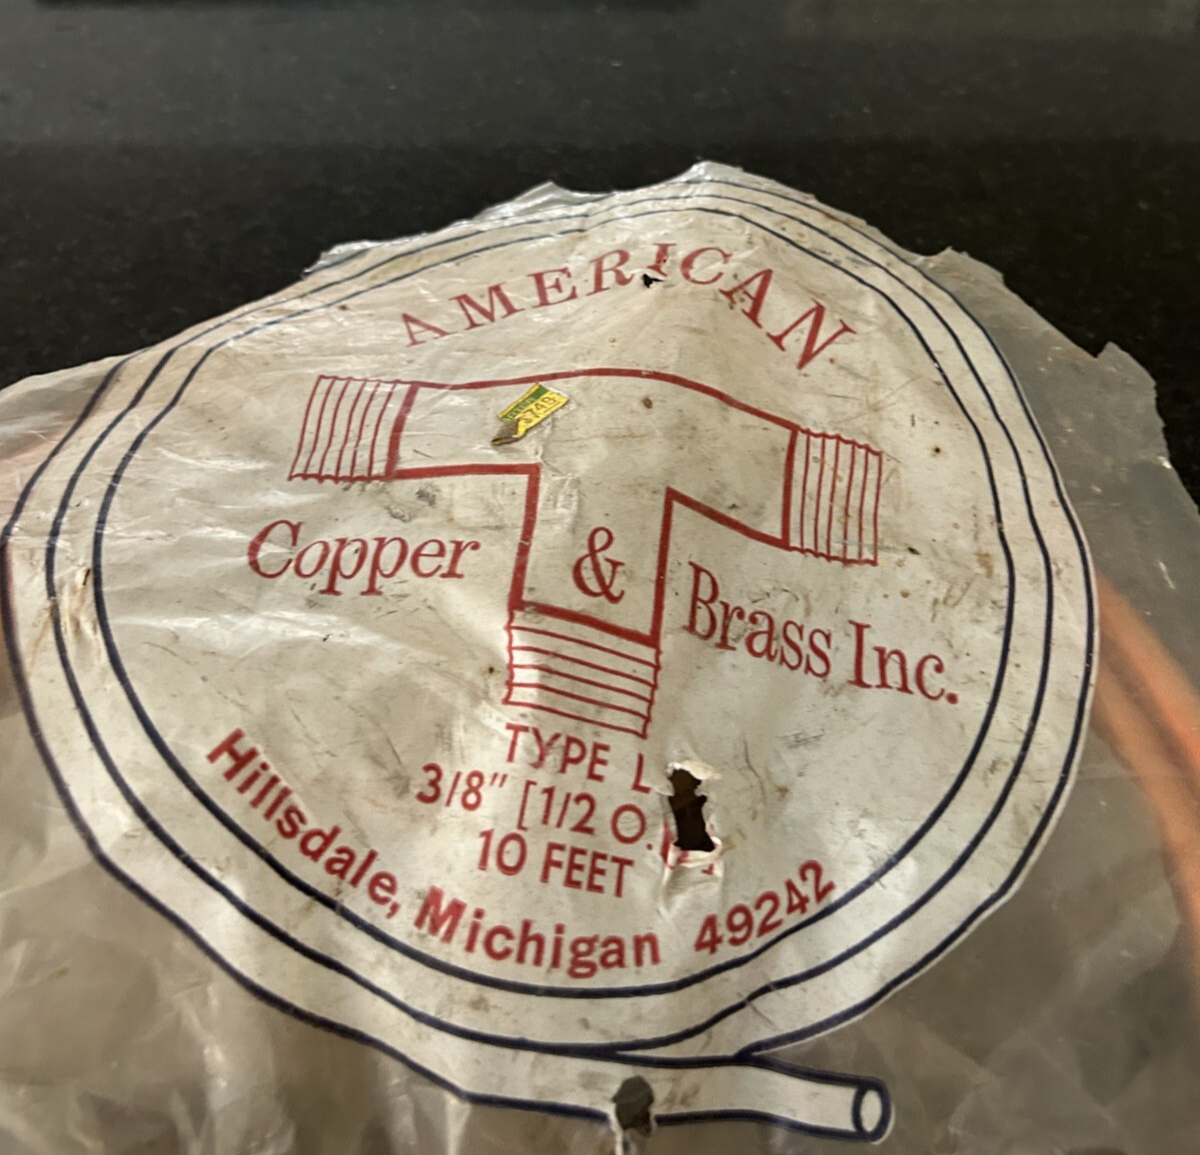 AMERICAN
Copper & Brass Inc.
TYPE L
3/8" [1/2 O.
10 FEET
Hillsdale, Michigan 49242